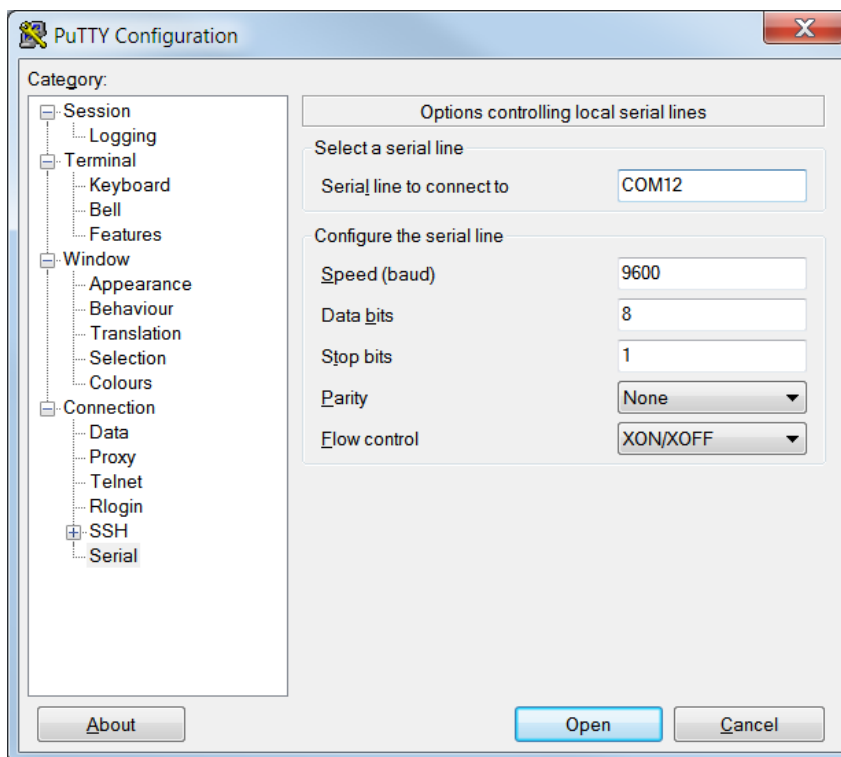 PuTTY Configuration
Category:
Session
Logging
Terminal
Keyboard
Bell
Features
Window
Appearance
Behaviour
Translation
Selection
Colours
Connection
Data
Proxy
Telnet
Rlogin
SSH
Serial
Options controlling local serial lines
Select a serial line
Serial line to connect to COM12
Configure the serial line
Speed (baud) 9600
Data bits 8
Stop bits 1
Parity None
Flow control XON/XOFF
About Open Cancel